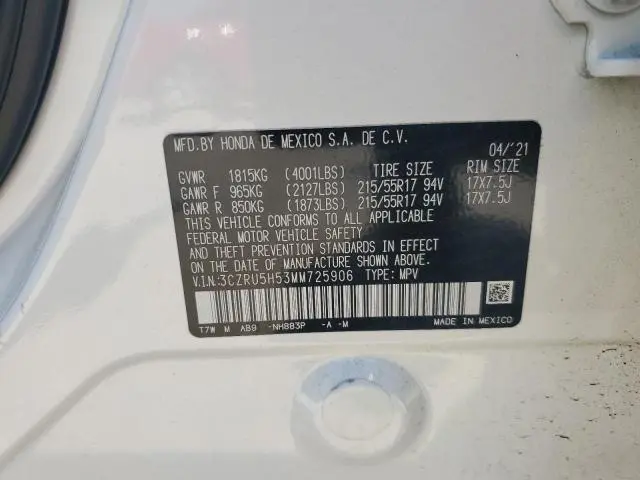 MFD.BY HONDA DE MEXICO S.A. DE C.V. 04/'21
GVWR 1815KG (4001LBS) TIRE SIZE RIM SIZE
GAWR F 965KG (2127LBS) 215/55R17 94V 17X7.5J
GAWR R 850KG (1873LBS) 215/55R17 94V 17X7.5J
THIS VEHICLE CONFORMS TO ALL APPLICABLE
FEDERAL MOTOR VEHICLE SAFETY
AND THEFT PREVENTION STANDARDS IN EFFECT
ON THE DATE OF MANUFACTURE SHOWN ABOVE.
V.I.N:3CZRU5H53MM725906 TYPE: MPV
T7W M AB9 -NH883P -A -M MADE IN MEXICO